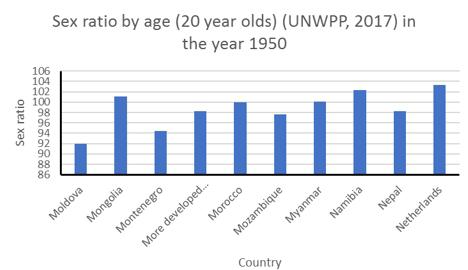 Sex ratio by age (20 year olds) (UNWPP, 2017) in
the year 1950
106
104
102
100
98
96
94
92
90
88
86
Sex ratio
Moldova
Mongolia
Montenegro
More developed...
Morocco
Mozambique
Myanmar
Namibia
Nepal
Netherlands
Country